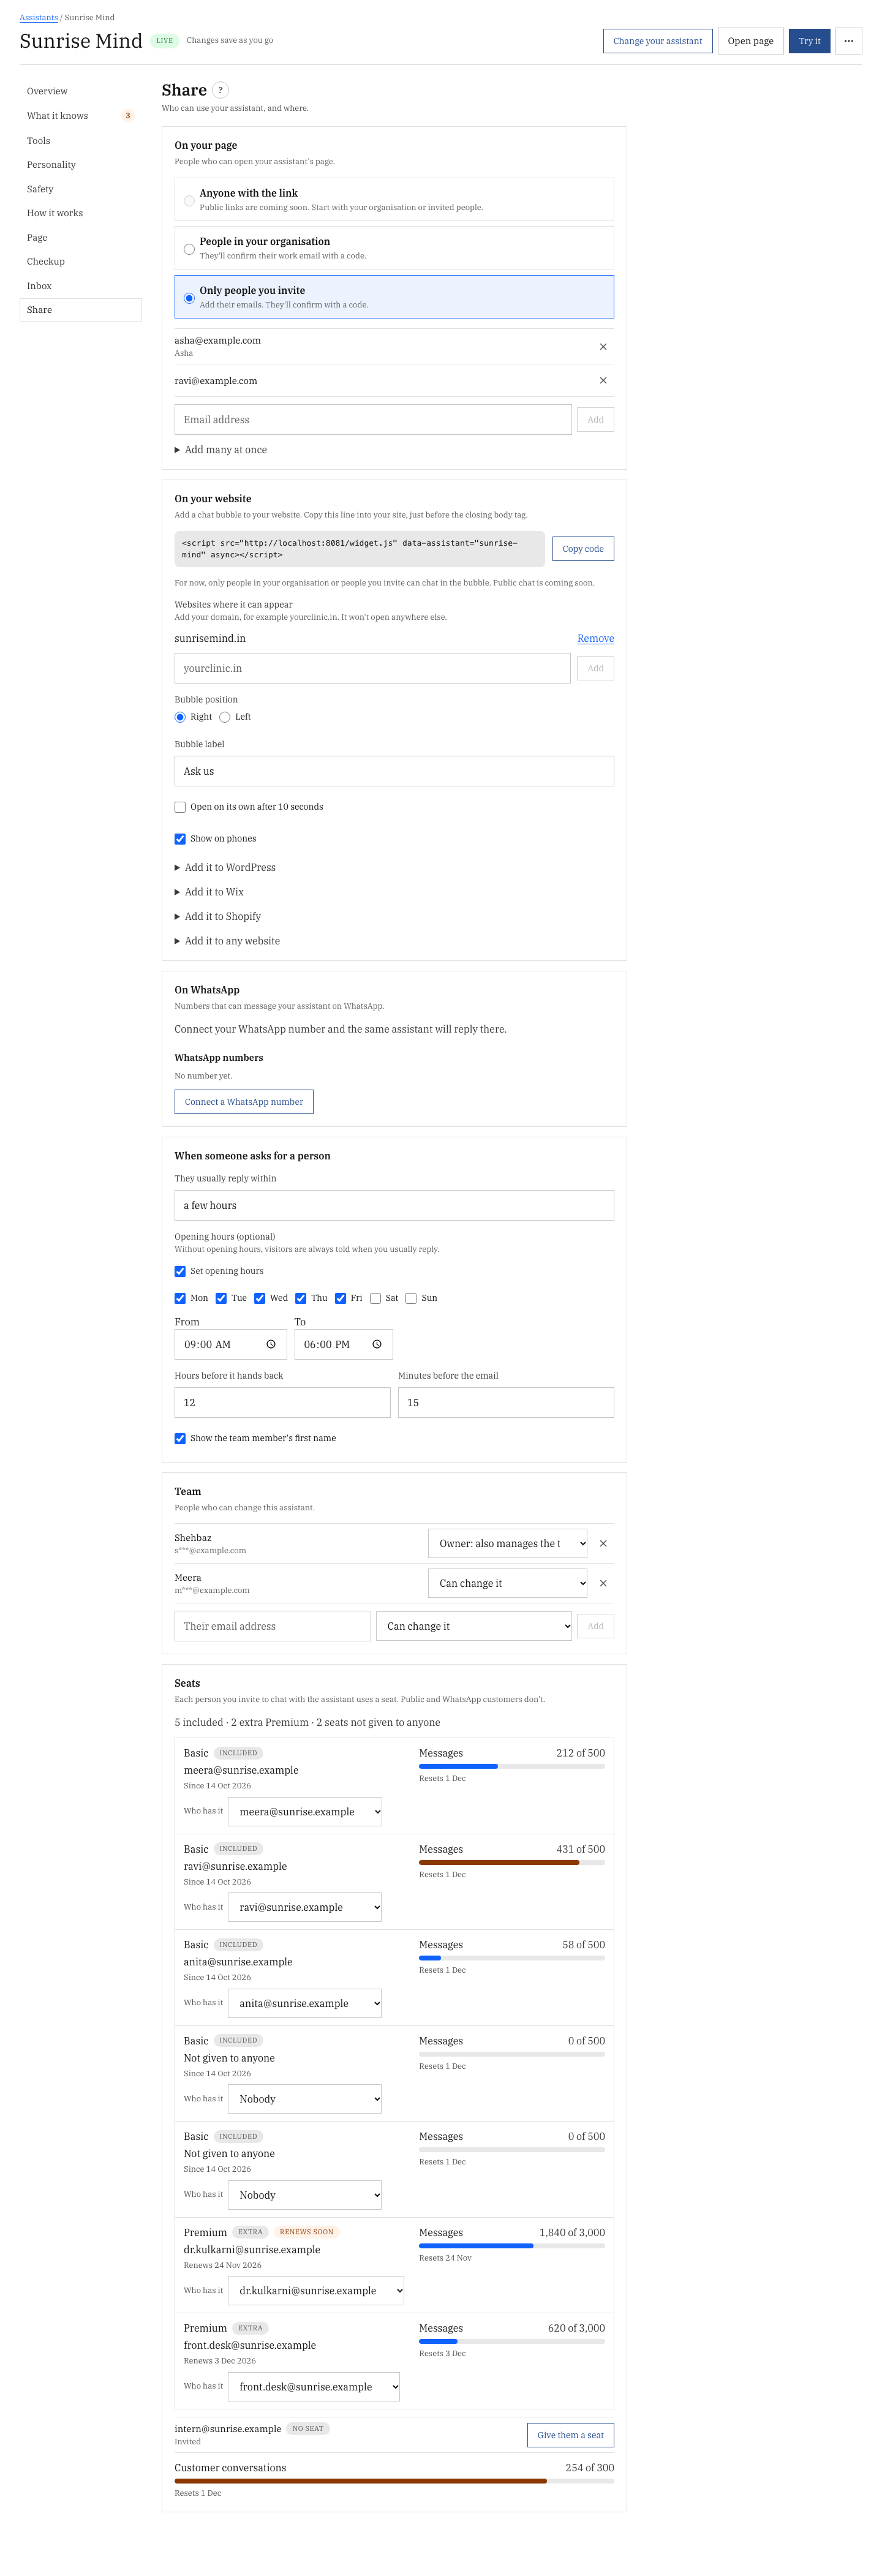 Assistants / Sunrise Mind
Sunrise Mind LIVE Changes save as you go
Change your assistant Open page Try it ...
Overview
What it knows 3
Tools
Personality
Safety
How it works
Page
Checkup
Inbox
Share
Share ?
Who can use your assistant, and where.
On your page
People who can open your assistant's page.
Anyone with the link
Public links are coming soon. Start with your organisation or invited people.
People in your organisation
They'll confirm their work email with a code.
Only people you invite
Add their emails. They'll confirm with a code.
asha@example.com
Asha
ravi@example.com
Email address Add
Add many at once
On your website
Add a chat bubble to your website. Copy this line into your site, just before the closing body tag.
<script src="http://localhost:8081/widget.js" data-assistant="sunrise-
mind" async></script>
Copy code
For now, only people in your organisation or people you invite can chat in the bubble. Public chat is coming soon.
Websites where it can appear
Add your domain, for example yourclinic.in. It won't open anywhere else.
sunrisemind.in Remove
yourclinic.in Add
Bubble position
Right Left
Bubble label
Ask us
Open on its own after 10 seconds
Show on phones
Add it to WordPress
Add it to Wix
Add it to Shopify
Add it to any website
On WhatsApp
Numbers that can message your assistant on WhatsApp.
Connect your WhatsApp number and the same assistant will reply there.
WhatsApp numbers
No number yet.
Connect a WhatsApp number
When someone asks for a person
They usually reply within
a few hours
Opening hours (optional)
Without opening hours, visitors are always told when you usually reply.
Set opening hours
Mon Tue Wed Thu Fri Sat Sun
From To
09:00 AM 06:00 PM
Hours before it hands back Minutes before the email
12 15
Show the team member's first name
Team
People who can change this assistant.
Shehbaz
s***@example.com
Owner: also manages the t
Meera
m***@example.com
Can change it
Their email address Can change it Add
Seats
Each person you invite to chat with the assistant uses a seat. Public and WhatsApp customers don't.
5 included · 2 extra Premium · 2 seats not given to anyone
Basic INCLUDED Messages 212 of 500
meera@sunrise.example
Since 14 Oct 2026 Resets 1 Dec
Who has it meera@sunrise.example
Basic INCLUDED Messages 431 of 500
ravi@sunrise.example
Since 14 Oct 2026 Resets 1 Dec
Who has it ravi@sunrise.example
Basic INCLUDED Messages 58 of 500
anita@sunrise.example
Since 14 Oct 2026 Resets 1 Dec
Who has it anita@sunrise.example
Basic INCLUDED Messages 0 of 500
Not given to anyone
Since 14 Oct 2026 Resets 1 Dec
Who has it Nobody
Basic INCLUDED Messages 0 of 500
Not given to anyone
Since 14 Oct 2026 Resets 1 Dec
Who has it Nobody
Premium EXTRA RENEWS SOON Messages 1,840 of 3,000
dr.kulkarni@sunrise.example
Renews 24 Nov 2026 Resets 24 Nov
Who has it dr.kulkarni@sunrise.example
Premium EXTRA Messages 620 of 3,000
front.desk@sunrise.example
Renews 3 Dec 2026 Resets 3 Dec
Who has it front.desk@sunrise.example
intern@sunrise.example NO SEAT
Invited
Give them a seat
Customer conversations 254 of 300
Resets 1 Dec